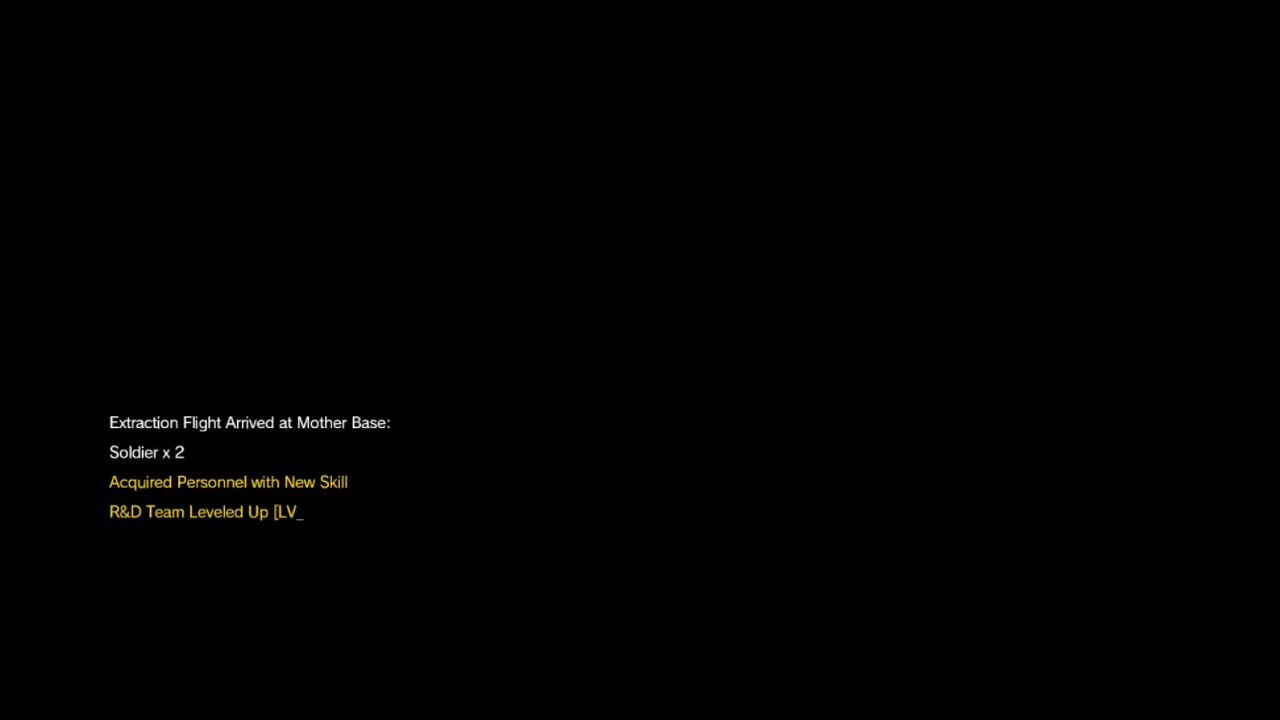 Extraction Flight Arrived at Mother Base:
Soldier x 2
Acquired Personnel with New Skill
R&D Team Leveled Up [LV_